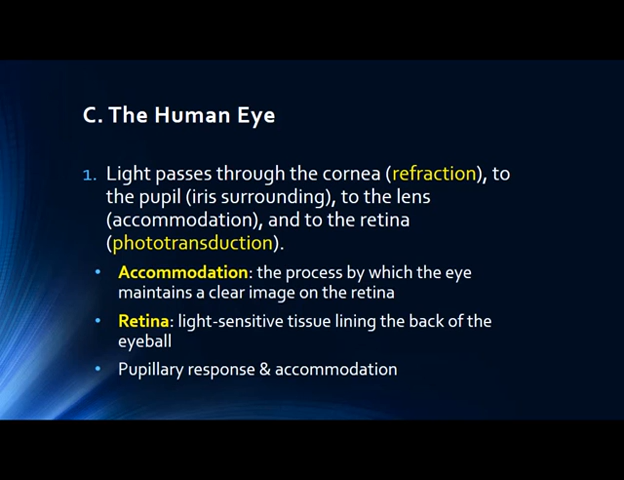 C. The Human Eye
1. Light passes through the cornea (refraction), to
the pupil (iris surrounding), to the lens
(accommodation), and to the retina
(phototransduction).
• Accommodation: the process by which the eye
maintains a clear image on the retina
• Retina: light-sensitive tissue lining the back of the
eyeball
• Pupillary response & accommodation